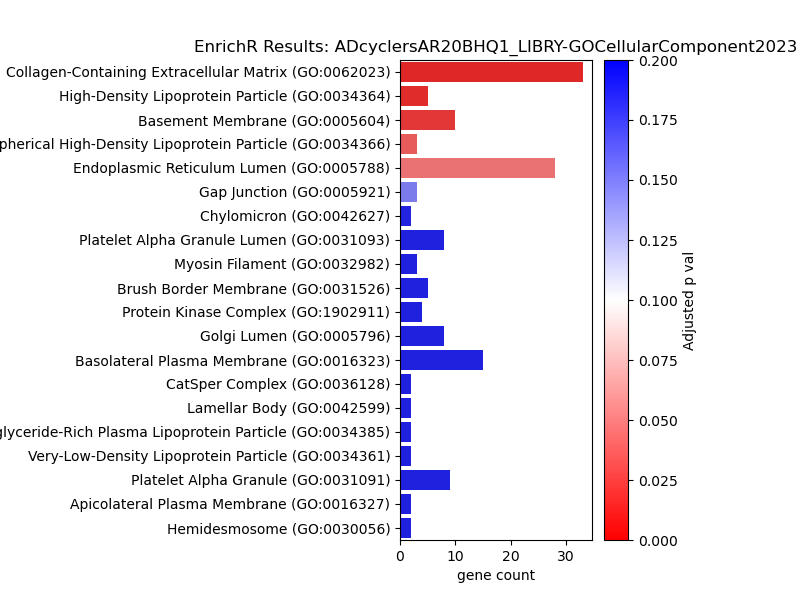 EnrichR Results: ADcyclersAR20BHQ1_LIBRY-GOCellularComponent2023
Collagen-Containing Extracellular Matrix (GO:0062023)
High-Density Lipoprotein Particle (GO:0034364)
Basement Membrane (GO:0005604)
pherical High-Density Lipoprotein Particle (GO:0034366)
Endoplasmic Reticulum Lumen (GO:0005788)
Gap Junction (GO:0005921)
Chylomicron (GO:0042627)
Platelet Alpha Granule Lumen (GO:0031093)
Myosin Filament (GO:0032982)
Brush Border Membrane (GO:0031526)
Protein Kinase Complex (GO:1902911)
Golgi Lumen (GO:0005796)
Basolateral Plasma Membrane (GO:0016323)
CatSper Complex (GO:0036128)
Lamellar Body (GO:0042599)
glyceride-Rich Plasma Lipoprotein Particle (GO:0034385)
Very-Low-Density Lipoprotein Particle (GO:0034361)
Platelet Alpha Granule (GO:0031091)
Apicolateral Plasma Membrane (GO:0016327)
Hemidesmosome (GO:0030056)
0 10 20 30
gene count
0.200
0.175
0.150
0.125
0.100
0.075
0.050
0.025
0.000
Adjusted p val